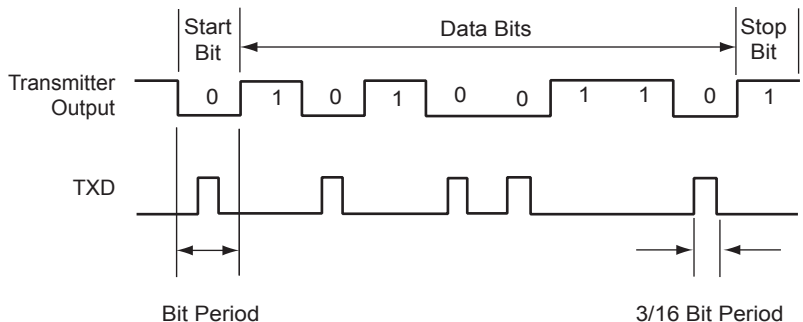 Start
Bit
Data Bits
Stop
Bit
Transmitter
Output
0 1 0 1 0 0 1 1 0 1
TXD
Bit Period
3/16 Bit Period